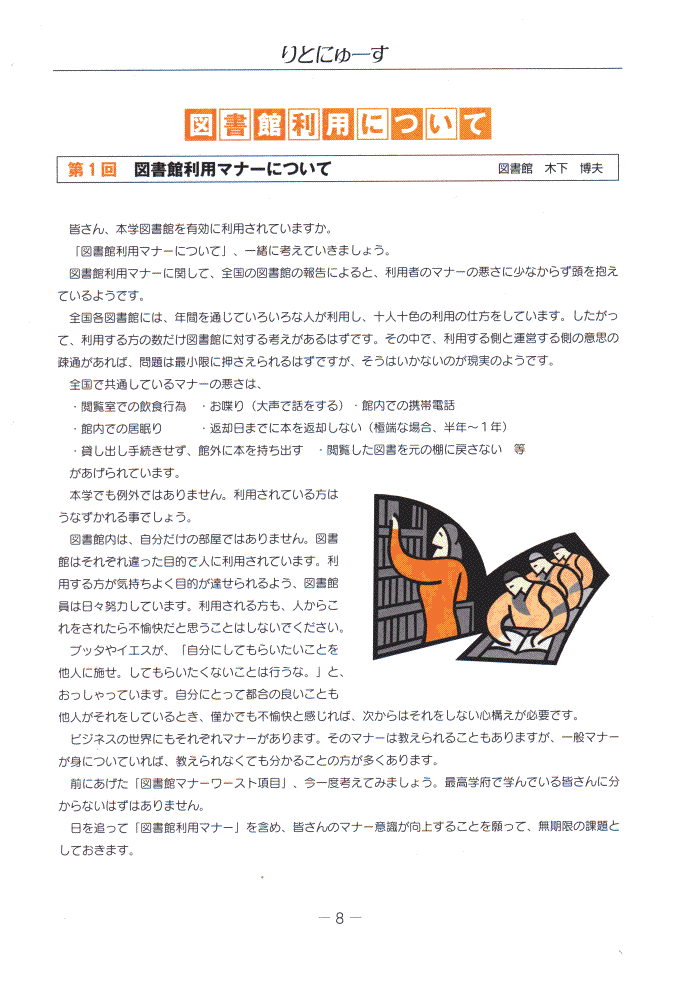 りとにゅーす
図書館利用について
第1回　図書館利用マナーについて　図書館　木下　博夫
皆さん、本学図書館を有効に利用されていますか。
「図書館利用マナーについて」、一緒に考えていきましょう。
図書館利用マナーに関して、全国の図書館の報告によると、利用者のマナーの悪さに少なからず頭を抱え
ているようです。
全国各図書館には、年間を通じていろいろな人が利用し、十人十色の利用の仕方をしています。したがっ
て、利用する方の数だけ図書館に対する考えがあるはずです。その中で、利用する側と運営する側の意思の
疎通があれば、問題は最小限に押さえられるはずですが、そうはいかないのが現実のようです。
全国で共通しているマナーの悪さは、
・閲覧室での飲食行為　・お喋り（大声で話をする）・館内での携帯電話
・館内での居眠り　・返却日までに本を返却しない（極端な場合、半年～１年）
・貸し出し手続きせず、館外に本を持ち出す　・閲覧した図書を元の棚に戻さない　等
があげられています。
本学でも例外ではありません。利用されている方は
うなずかれる事でしょう。
図書館内は、自分だけの部屋ではありません。図書
館はそれぞれ違った目的で人に利用されています。利
用する方が気持ちよく目的が達せられるよう、図書館
員は日々努力しています。利用される方も、人からこ
れをされたら不愉快だと思うことはしないでください。
ブッタやイエスが、「自分にしてもらいたいことを
他人に施せ。してもらいたくないことは行うな。」と、
おっしゃっています。自分にとって都合の良いことも
他人がそれをしているとき、僅かでも不愉快と感じれば、次からはそれをしない心構えが必要です。
ビジネスの世界にもそれぞれマナーがあります。そのマナーは教えられることもありますが、一般マナー
が身についていれば、教えられなくても分かることの方が多くあります。
前にあげた「図書館マナーワースト項目」、今一度考えてみましょう。最高学府で学んでいる皆さんに分
からないはずはありません。
日を追って「図書館利用マナー」を含め、皆さんのマナー意識が向上することを願って、無期限の課題と
しておきます。
― 8 ―